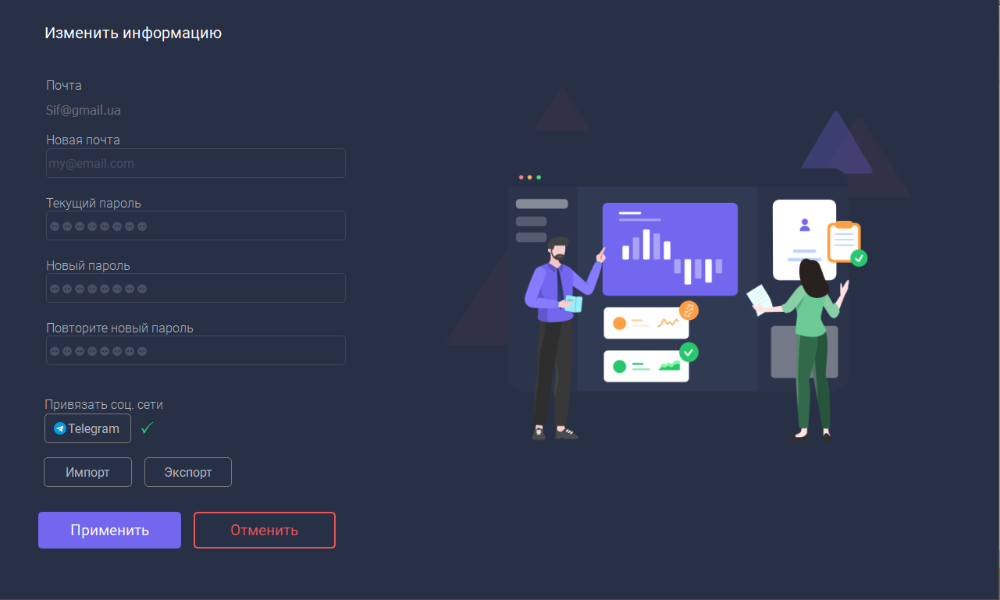 Изменить информацию
Почта
Sif@gmail.ua
Новая почта
my@email.com
Текущий пароль
Новый пароль
Повторите новый пароль
Привязать соц. сети
Telegram
Импорт Экспорт
Применить Отменить